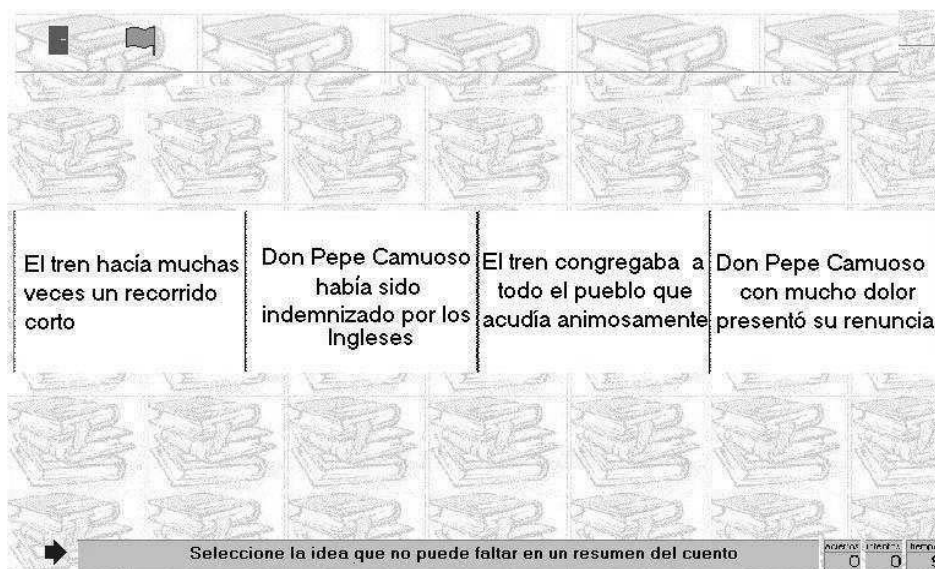 El tren hacía muchas
veces un recorrido
corto
Don Pepe Camuoso
había sido
indemnizado por los
Ingleses
El tren congregaba a
todo el pueblo que
acudía animosamente
Don Pepe Camuoso
con mucho dolor
presentó su renuncia
Seleccione la idea que no puede faltar en un resumen del cuento
aciertos intentos tiempo
0 0